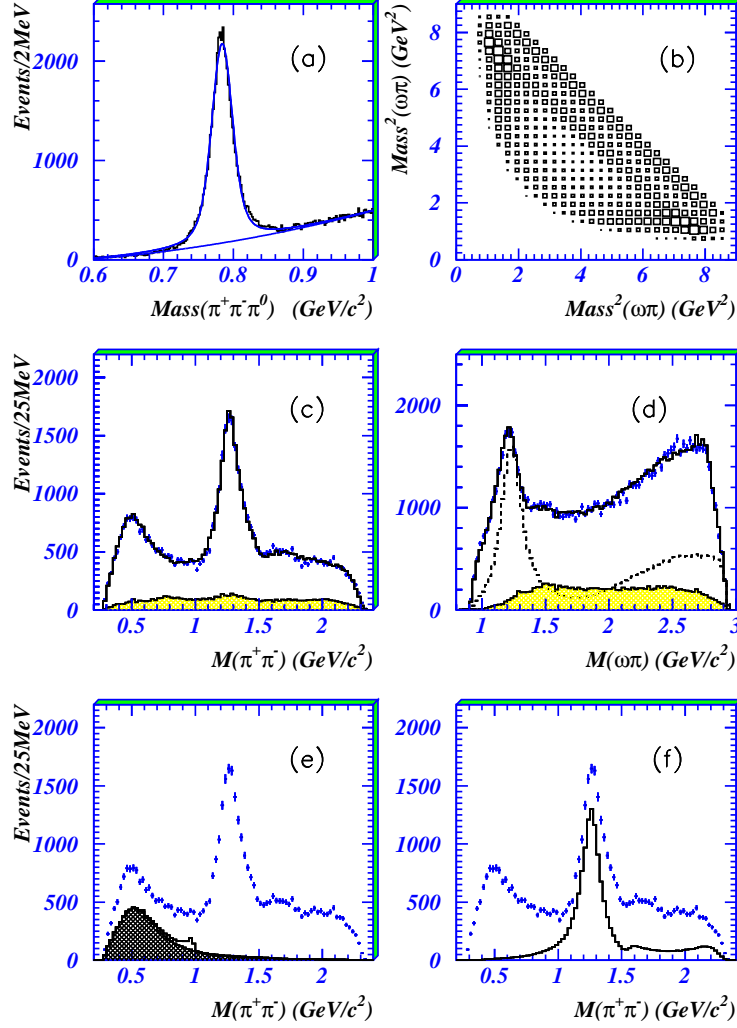 Events/2MeV
2000
1000
0
(a)
0.6 0.7 0.8 0.9 1
Mass(π⁺π⁻π⁰) (GeV/c²)
Mass²(ωπ) (GeV²)
8
6
4
2
0
(b)
0 2 4 6 8
Mass²(ωπ) (GeV²)
Events/25MeV
2000
1500
1000
500
0
(c)
0.5 1 1.5 2
M(π⁺π⁻) (GeV/c²)
2000
1000
0
(d)
1 1.5 2 2.5 3
M(ωπ) (GeV/c²)
Events/25MeV
2000
1500
1000
500
0
(e)
0.5 1 1.5 2
M(π⁺π⁻) (GeV/c²)
2000
1500
1000
500
0
(f)
0.5 1 1.5 2
M(π⁺π⁻) (GeV/c²)